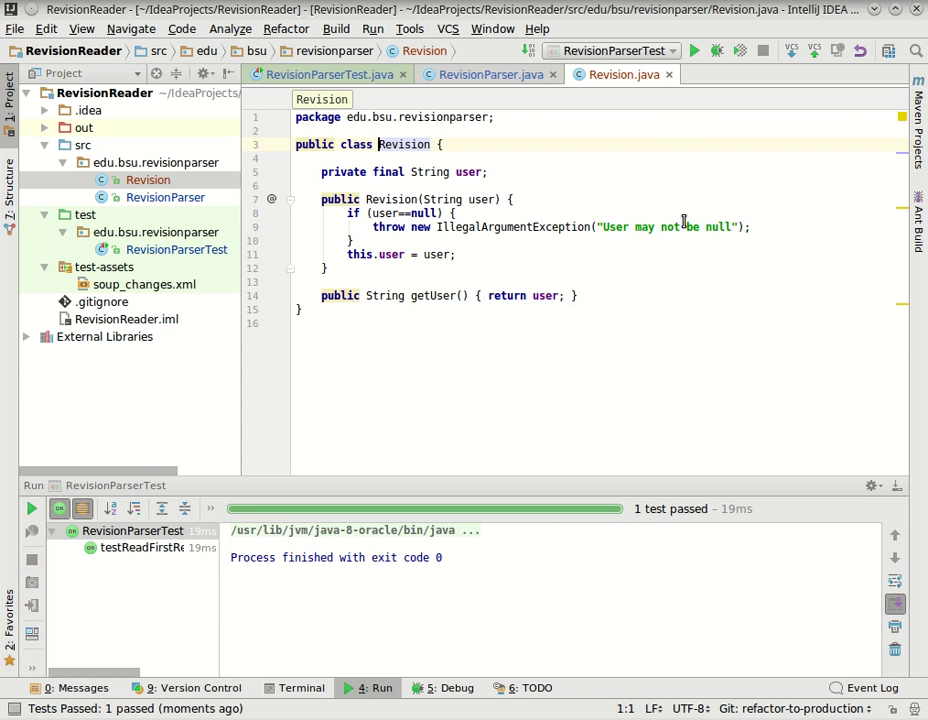 RevisionReader - [~/IdeaProjects/RevisionReader] - [RevisionReader] - ~/IdeaProjects/RevisionReader/src/edu/bsu/revisionparser/Revision.java - IntelliJ IDEA ...
File Edit View Navigate Code Analyze Refactor Build Run Tools VCS Window Help
RevisionReader src edu bsu revisionparser Revision RevisionParserTest VCS VCS
Project RevisionParserTest.java RevisionParser.java Revision.java
1: Project
7: Structure
2: Favorites
RevisionReader ~/IdeaProjects/
.idea
out
src
edu.bsu.revisionparser
Revision
RevisionParser
test
edu.bsu.revisionparser
RevisionParserTest
test-assets
soup_changes.xml
.gitignore
RevisionReader.iml
External Libraries
Revision
1 package edu.bsu.revisionparser;
2
3 public class Revision {
4
5 private final String user;
6
7 @ public Revision(String user) {
8 if (user==null) {
9 throw new IllegalArgumentException("User may not be null");
10 }
11 this.user = user;
12 }
13
14 public String getUser() { return user; }
15 }
16
Maven Projects
Ant Build
Run RevisionParserTest
1 test passed – 19ms
RevisionParserTest 19ms
testReadFirstRe 19ms
/usr/lib/jvm/java-8-oracle/bin/java ...
Process finished with exit code 0
0: Messages 9: Version Control Terminal 4: Run 5: Debug 6: TODO Event Log
Tests Passed: 1 passed (moments ago) 1:1 LF UTF-8 Git: refactor-to-production